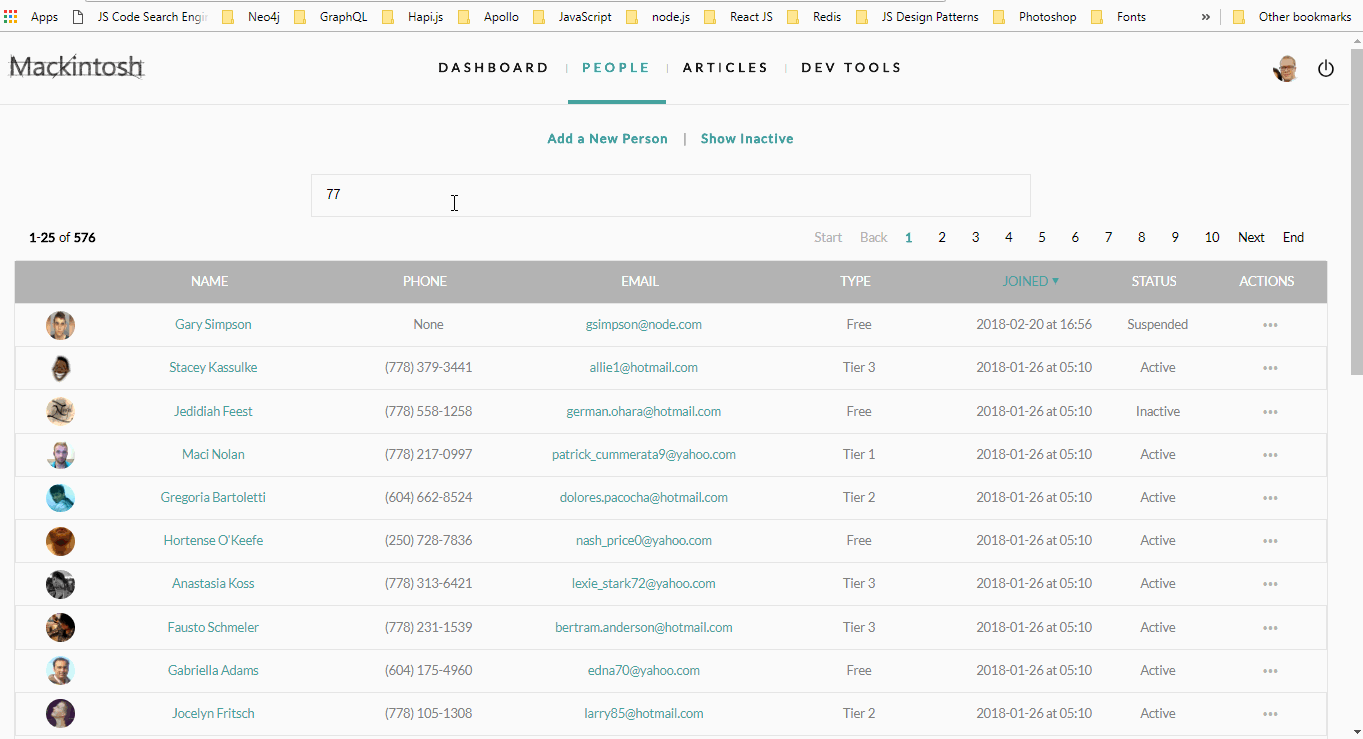 Apps JS Code Search Engin Neo4j GraphQL Hapi.js Apollo JavaScript node.js React JS Redis JS Design Patterns Photoshop Fonts » Other bookmarks
Mackintosh DASHBOARD | PEOPLE | ARTICLES | DEV TOOLS
Add a New Person | Show Inactive
77
1-25 of 576 Start Back 1 2 3 4 5 6 7 8 9 10 Next End
NAME PHONE EMAIL TYPE JOINED ▼ STATUS ACTIONS
Gary Simpson None gsimpson@node.com Free 2018-02-20 at 16:56 Suspended •••
Stacey Kassulke (778) 379-3441 allie1@hotmail.com Tier 3 2018-01-26 at 05:10 Active •••
Jedidiah Feest (778) 558-1258 german.ohara@hotmail.com Free 2018-01-26 at 05:10 Inactive •••
Maci Nolan (778) 217-0997 patrick_cummerata9@yahoo.com Tier 1 2018-01-26 at 05:10 Active •••
Gregoria Bartoletti (604) 662-8524 dolores.pacocha@hotmail.com Tier 2 2018-01-26 at 05:10 Active •••
Hortense O'Keefe (250) 728-7836 nash_price0@yahoo.com Free 2018-01-26 at 05:10 Active •••
Anastasia Koss (778) 313-6421 lexie_stark72@yahoo.com Tier 3 2018-01-26 at 05:10 Active •••
Fausto Schmeler (778) 231-1539 bertram.anderson@hotmail.com Tier 3 2018-01-26 at 05:10 Active •••
Gabriella Adams (604) 175-4960 edna70@yahoo.com Free 2018-01-26 at 05:10 Active •••
Jocelyn Fritsch (778) 105-1308 larry85@hotmail.com Tier 2 2018-01-26 at 05:10 Active •••